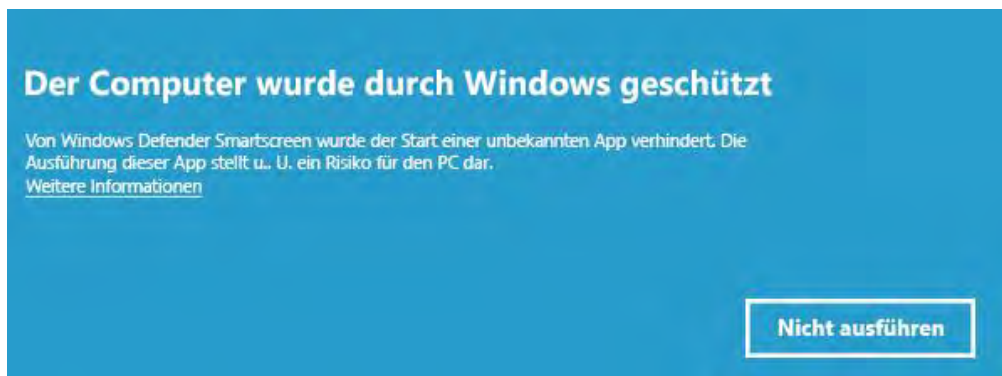 Der Computer wurde durch Windows geschützt
Von Windows Defender Smartscreen wurde der Start einer unbekannten App verhindert. Die
Ausführung dieser App stellt u.. U. ein Risiko für den PC dar.
Weitere Informationen
Nicht ausführen